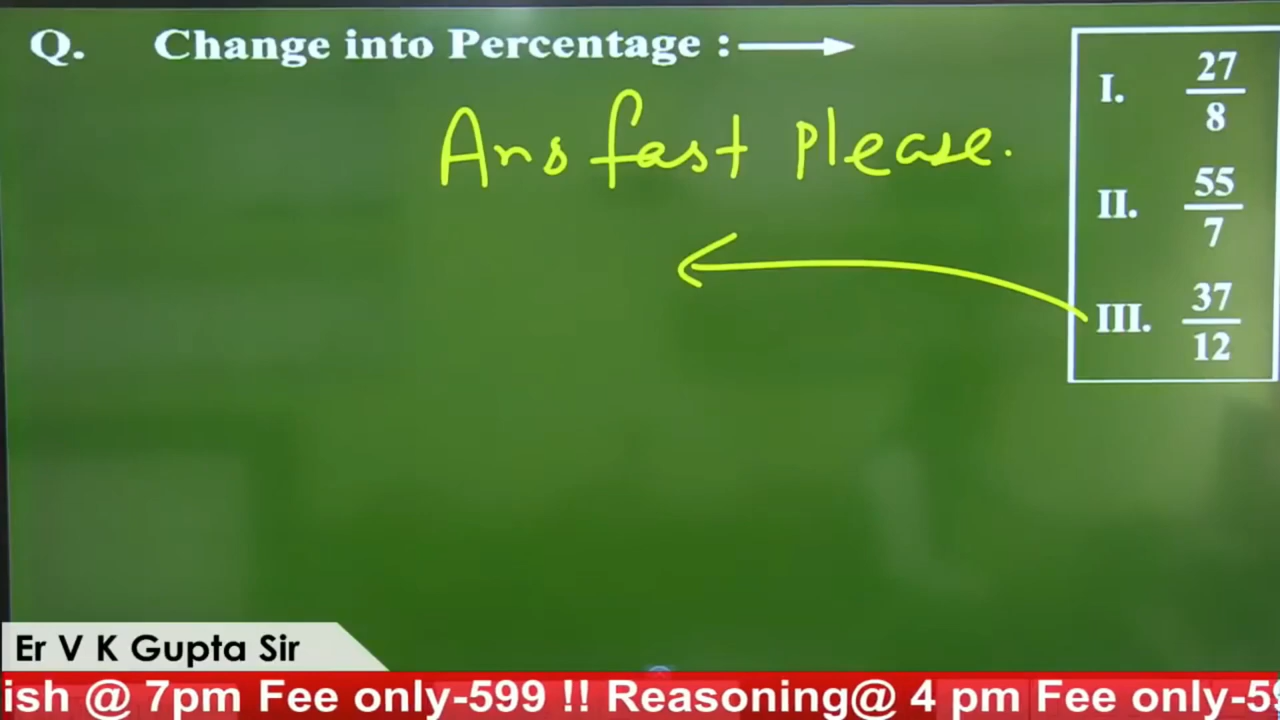 Q. Change into Percentage :
Ans fast please.
I. 27/8
II. 55/7
III. 37/12
Er V K Gupta Sir
ish @ 7pm Fee only-599 !! Reasoning@ 4 pm Fee only-59